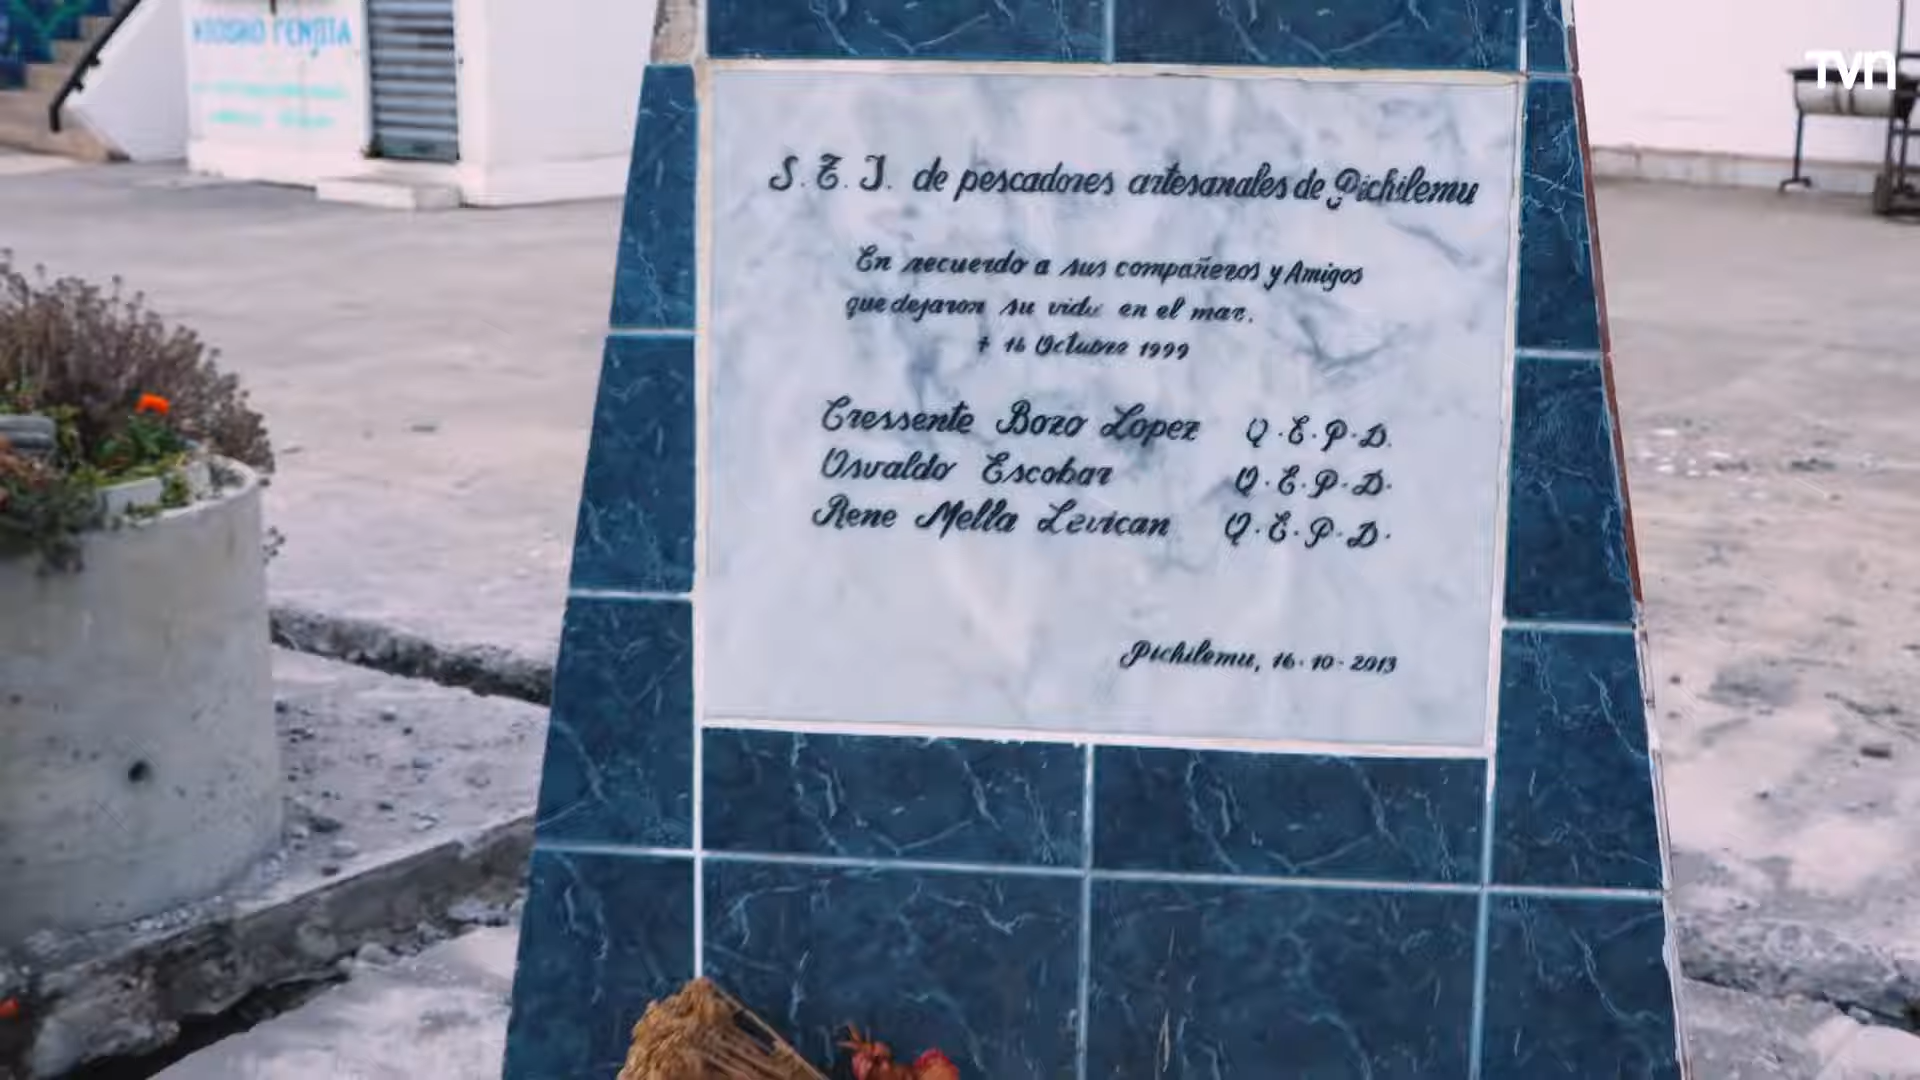 KIOSKO
TVN
S. T. I. de pescadores artesanales de Pichilemu
En recuerdo a sus compañeros y Amigos
que dejaron su vida en el mar.
† 16 Octubre 1999
Cressente Bozo Lopez Q.E.P.D.
Osvaldo Escobar Q.E.P.D.
Rene Mella Levican Q.E.P.D.
Pichilemu, 16-10-2013